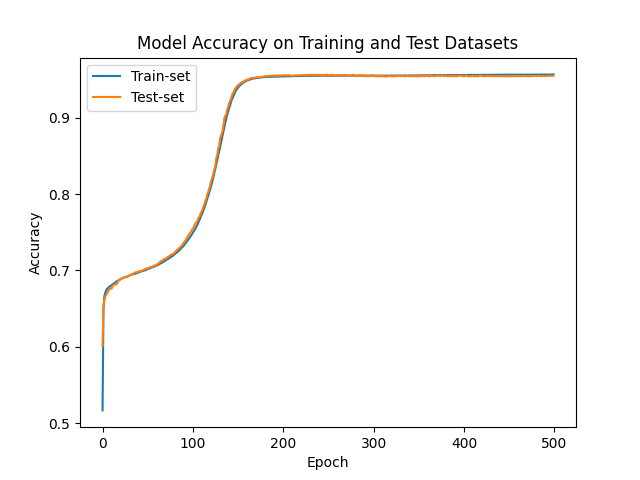 Model Accuracy on Training and Test Datasets
Train-set
Test-set
Accuracy
0.9
0.8
0.7
0.6
0.5
0 100 200 300 400 500
Epoch